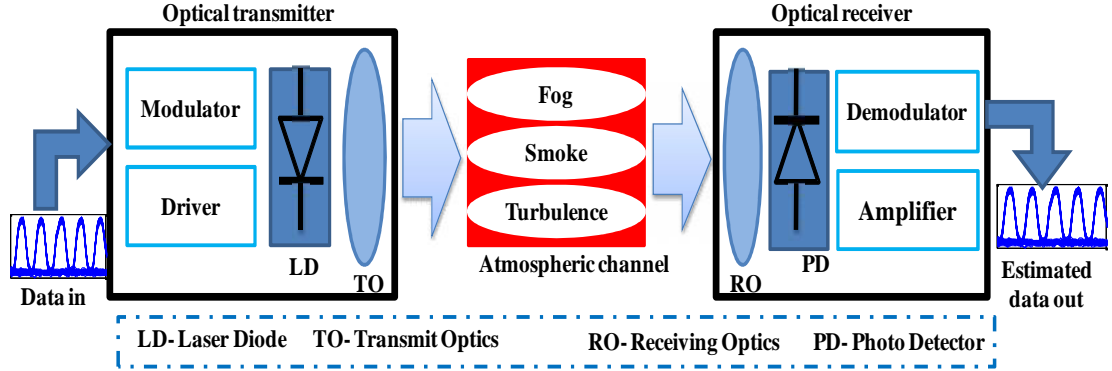 Optical transmitter
Optical receiver
Modulator
Driver
LD
TO
Fog
Smoke
Turbulence
Atmospheric channel
RO
PD
Demodulator
Amplifier
Data in
Estimated
data out
LD- Laser Diode TO- Transmit Optics RO- Receiving Optics PD- Photo Detector